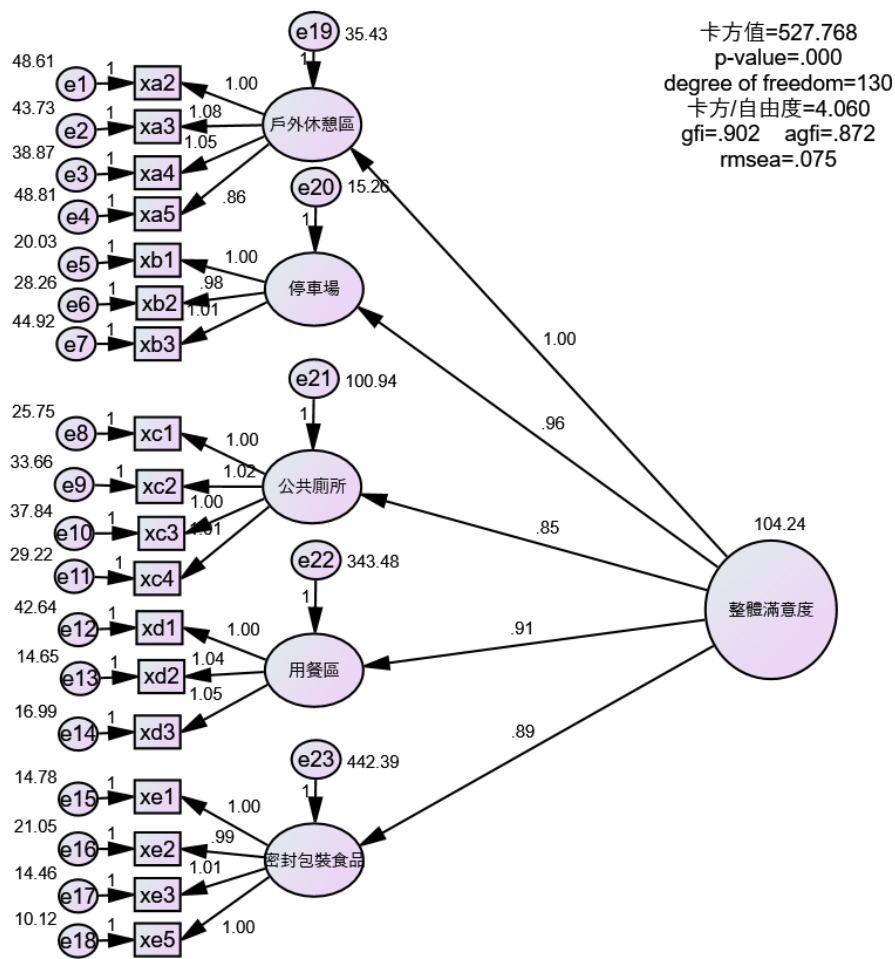 卡方值=527.768
p-value=.000
degree of freedom=130
卡方/自由度=4.060
gfi=.902 agfi=.872
rmsea=.075
e19
35.43
1
48.61
e1
1
xa2
1.00
43.73
e2
1
xa3
1.08
戶外休憩區
38.87
e3
1
xa4
1.05
48.81
e4
1
xa5
.86
e20
15.26
1
20.03
e5
1
xb1
1.00
28.26
e6
1
xb2
.98
停車場
44.92
e7
1
xb3
1.01
1.00
.96
e21
100.94
1
25.75
e8
1
xc1
1.00
33.66
e9
1
xc2
1.02
公共廁所
37.84
e10
1
xc3
1.00
29.22
e11
1
xc4
1.01
.85
104.24
整體滿意度
e22
343.48
1
42.64
e12
1
xd1
1.00
14.65
e13
1
xd2
1.04
用餐區
16.99
e14
1
xd3
1.05
.91
.89
e23
442.39
1
14.78
e15
1
xe1
1.00
21.05
e16
1
xe2
.99
密封包裝食品
14.46
e17
1
xe3
1.01
10.12
e18
1
xe5
1.00